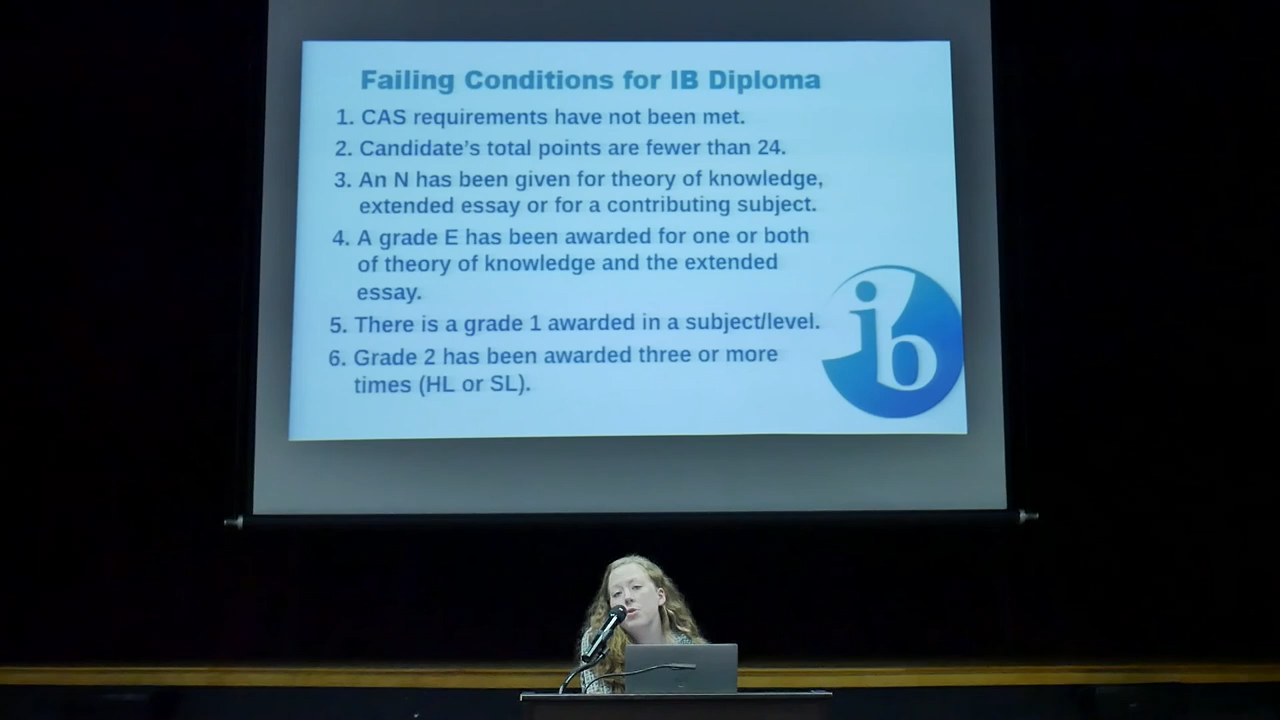 Failing Conditions for IB Diploma
1. CAS requirements have not been met.
2. Candidate’s total points are fewer than 24.
3. An N has been given for theory of knowledge,
extended essay or for a contributing subject.
4. A grade E has been awarded for one or both
of theory of knowledge and the extended
essay.
5. There is a grade 1 awarded in a subject/level.
6. Grade 2 has been awarded three or more
times (HL or SL).
ib